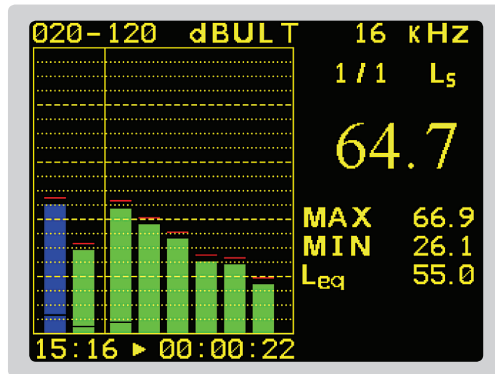 020-120 dBULT 16 KHZ
1/1 Ls
64.7
MAX 66.9
MIN 26.1
Leq 55.0
15:16 ▶ 00:00:22